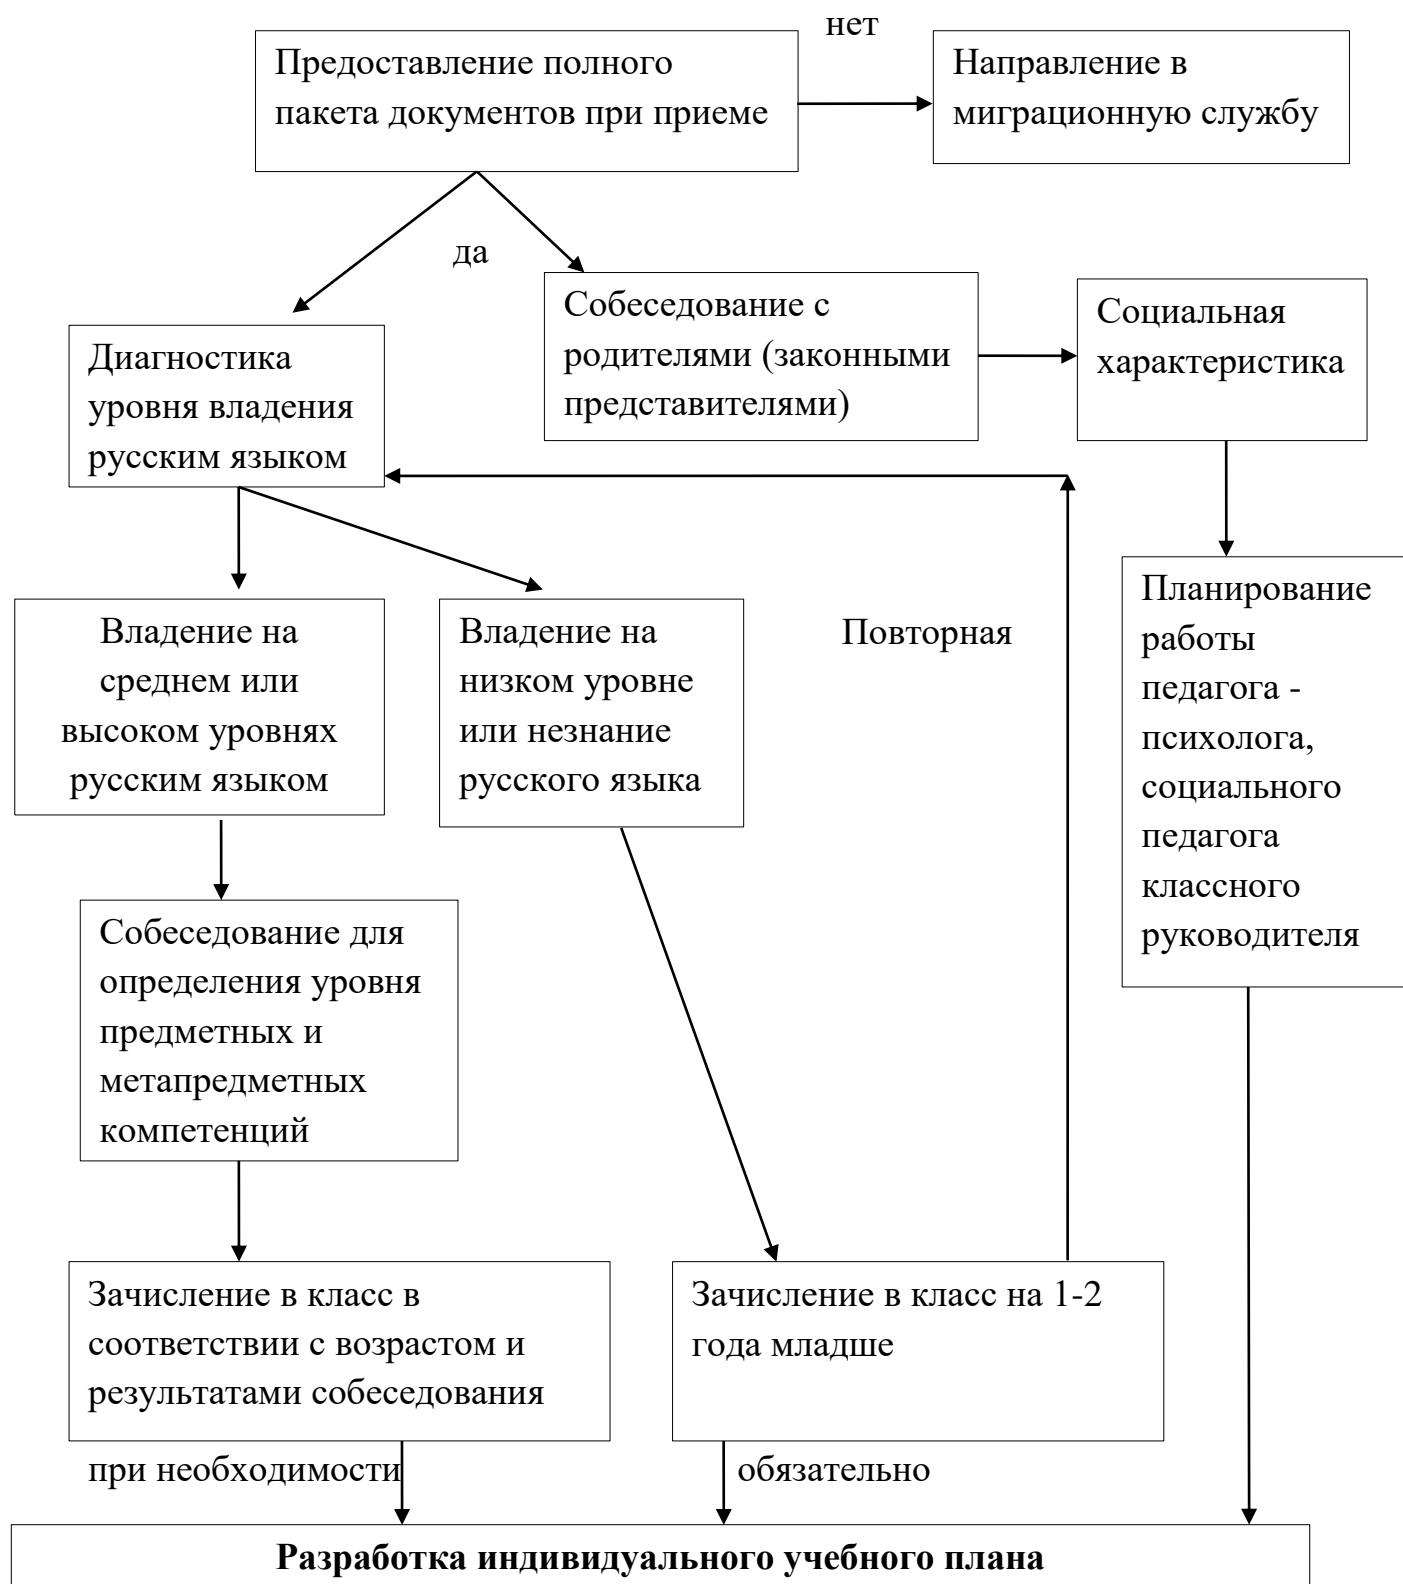 нет
Предоставление полного
пакета документов при приеме
Направление в
миграционную службу
да
Собеседование с
родителями (законными
представителями)
Социальная
характеристика
Диагностика
уровня владения
русским языком
Владение на
среднем или
высоком уровнях
русским языком
Владение на
низком уровне
или незнание
русского языка
Повторная
Планирование
работы
педагога -
психолога,
социального
педагога
классного
руководителя
Собеседование для
определения уровня
предметных и
метапредметных
компетенций
Зачисление в класс в
соответствии с возрастом и
результатами собеседования
Зачисление в класс на 1-2
года младше
при необходимости
обязательно
Разработка индивидуального учебного плана